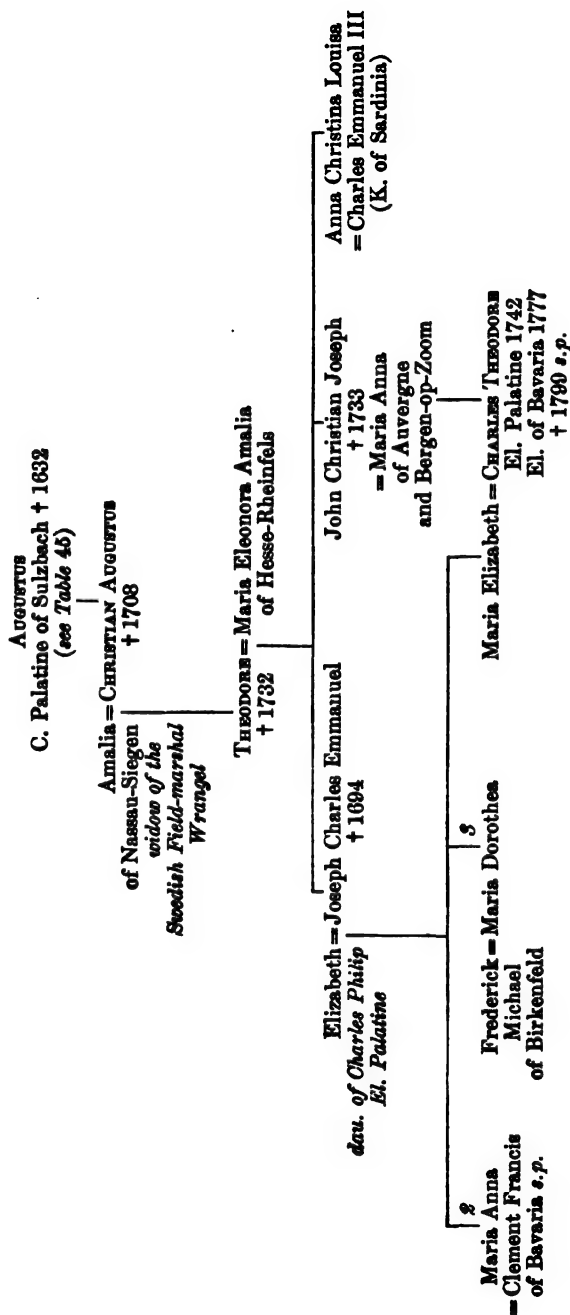 AUGUSTUS
C. Palatine of Sulzbach † 1632
(see Table 45)
Amalia = CHRISTIAN AUGUSTUS
of Nassau-Siegen † 1708
widow of the
Swedish Field-marshal
Wrangel
THEODORE = Maria Eleonora Amalia
† 1732 of Hesse-Rheinfels
Elizabeth = Joseph Charles Emmanuel
dau. of Charles Philip † 1694
El. Palatine
John Christian Joseph
† 1733
= Maria Anna
of Auvergne
and Bergen-op-Zoom
Anna Christina Louisa
= Charles Emmanuel III
(K. of Sardinia)
2
Maria Anna
= Clement Francis
of Bavaria s.p.
3
Frederick = Maria Dorothea
Michael
of Birkenfeld
Maria Elizabeth = CHARLES THEODORE
El. Palatine 1742
El. of Bavaria 1777
† 1799 s.p.